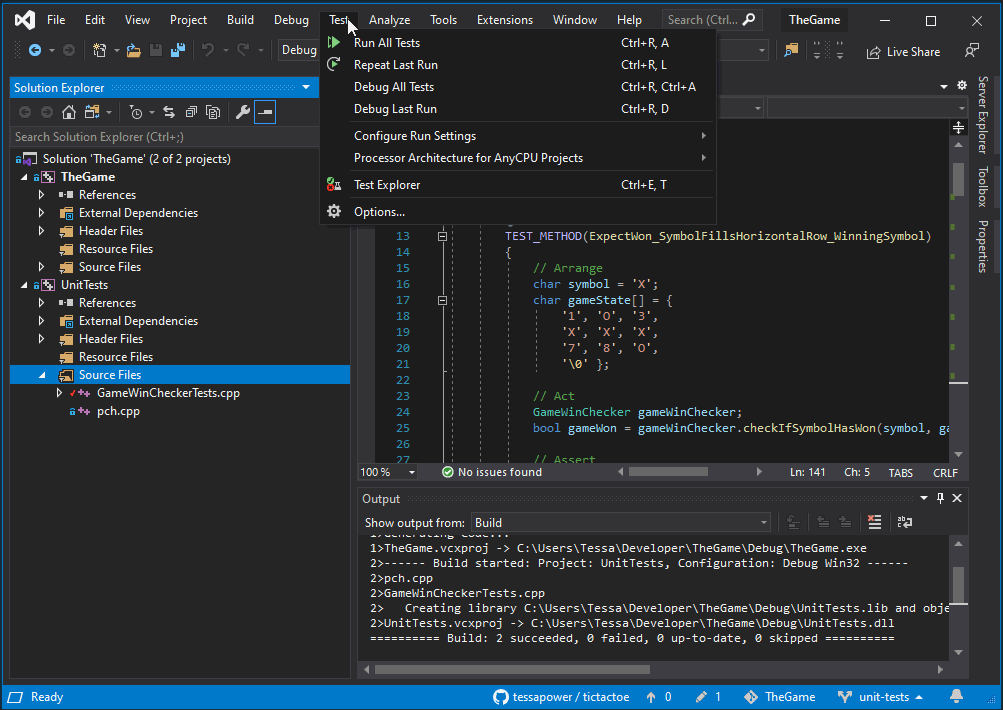 File Edit View Project Build Debug Test Analyze Tools Extensions Window Help Search (Ctrl... TheGame
Debug
Live Share
Run All Tests Ctrl+R, A
Repeat Last Run Ctrl+R, L
Debug All Tests Ctrl+R, Ctrl+A
Debug Last Run Ctrl+R, D
Configure Run Settings
Processor Architecture for AnyCPU Projects
Test Explorer Ctrl+E, T
Options...
Solution Explorer
Search Solution Explorer (Ctrl+;)
Solution 'TheGame' (2 of 2 projects)
TheGame
References
External Dependencies
Header Files
Resource Files
Source Files
UnitTests
References
External Dependencies
Header Files
Resource Files
Source Files
GameWinCheckerTests.cpp
pch.cpp
13 TEST_METHOD(ExpectWon_SymbolFillsHorizontalRow_WinningSymbol)
14 {
15 // Arrange
16 char symbol = 'X';
17 char gameState[] = {
18 '1', 'O', '3',
19 'X', 'X', 'X',
20 '7', '8', 'O',
21 '\0' };
22
23 // Act
24 GameWinChecker gameWinChecker;
25 bool gameWon = gameWinChecker.checkIfSymbolHasWon(symbol, ga
26
27 // Assert
100 % No issues found Ln: 141 Ch: 5 TABS CRLF
Output
Show output from: Build
1>Generating Code...
1>TheGame.vcxproj -> C:\Users\Tessa\Developer\TheGame\Debug\TheGame.exe
2>------ Build started: Project: UnitTests, Configuration: Debug Win32 ------
2>pch.cpp
2>GameWinCheckerTests.cpp
2> Creating library C:\Users\Tessa\Developer\TheGame\Debug\UnitTests.lib and obje
2>UnitTests.vcxproj -> C:\Users\Tessa\Developer\TheGame\Debug\UnitTests.dll
========== Build: 2 succeeded, 0 failed, 0 up-to-date, 0 skipped ==========
Server Explorer
Toolbox
Properties
Ready tessapower / tictactoe 0 1 TheGame unit-tests